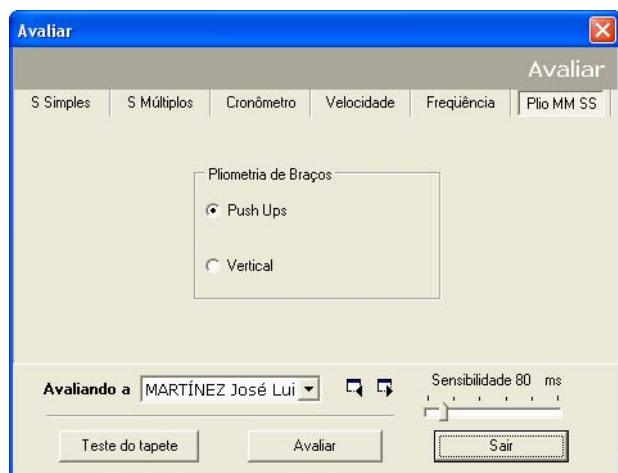 Avaliar
Avaliar
S Simples S Múltiplos Cronômetro Velocidade Freqüência Plio MM SS
Pliometria de Braços
Push Ups
Vertical
Avaliando a MARTÍNEZ José Lui Sensibilidade 80 ms
Teste do tapete Avaliar Sair